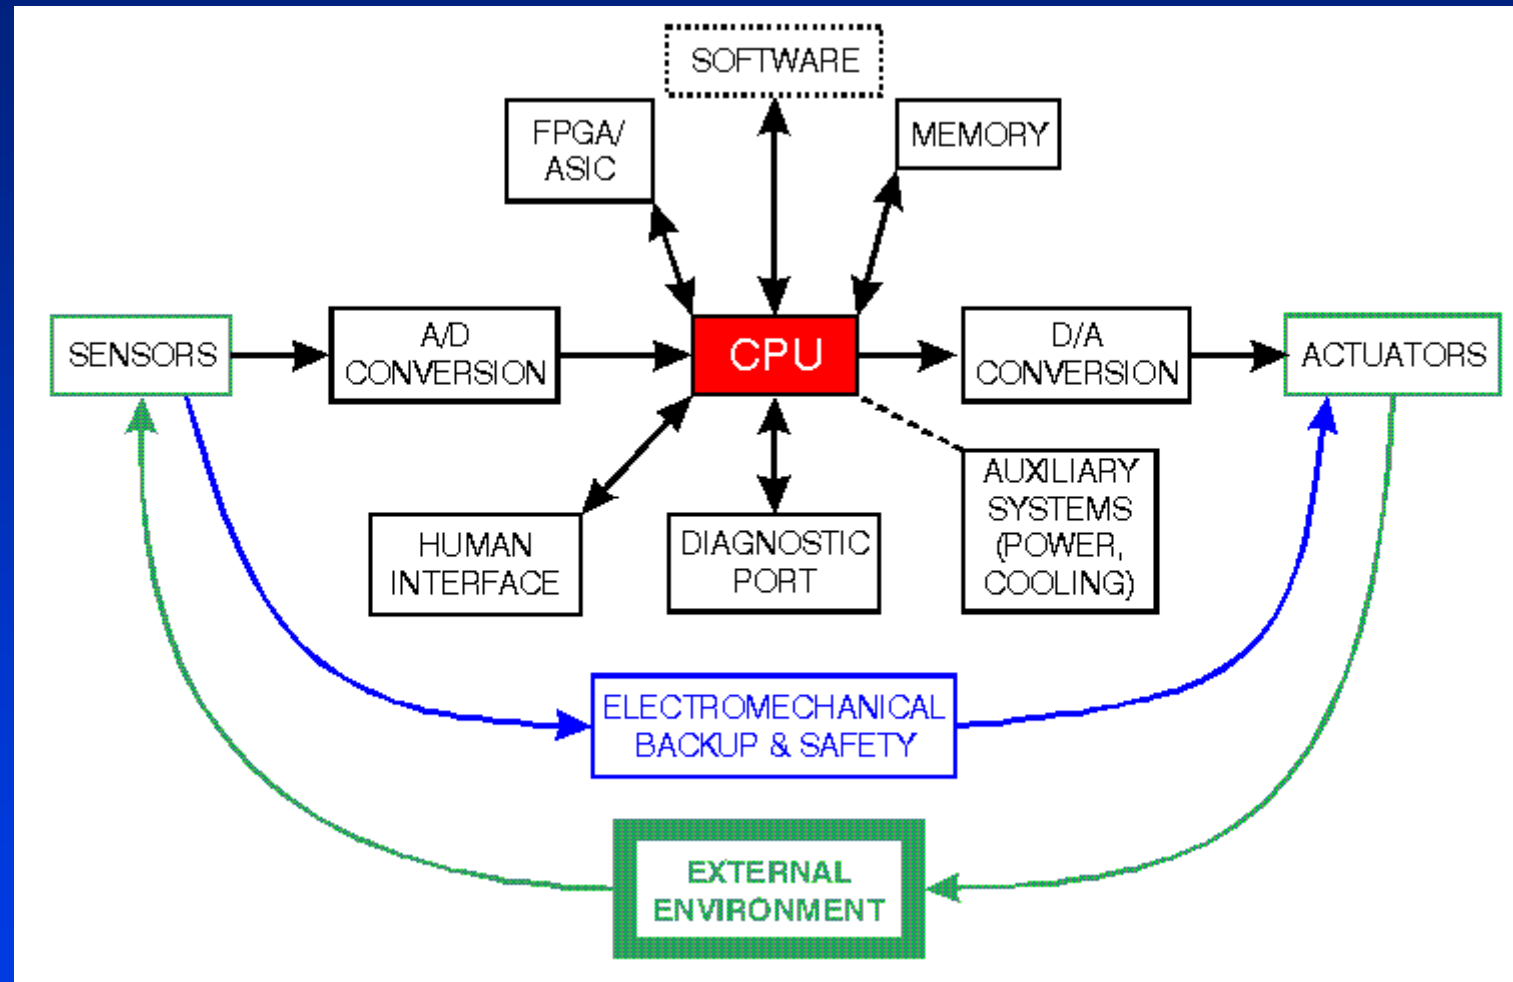 SOFTWARE
FPGA/
ASIC
MEMORY
SENSORS
A/D
CONVERSION
CPU
D/A
CONVERSION
ACTUATORS
HUMAN
INTERFACE
DIAGNOSTIC
PORT
AUXILIARY
SYSTEMS
(POWER,
COOLING)
ELECTROMECHANICAL
BACKUP & SAFETY
EXTERNAL
ENVIRONMENT